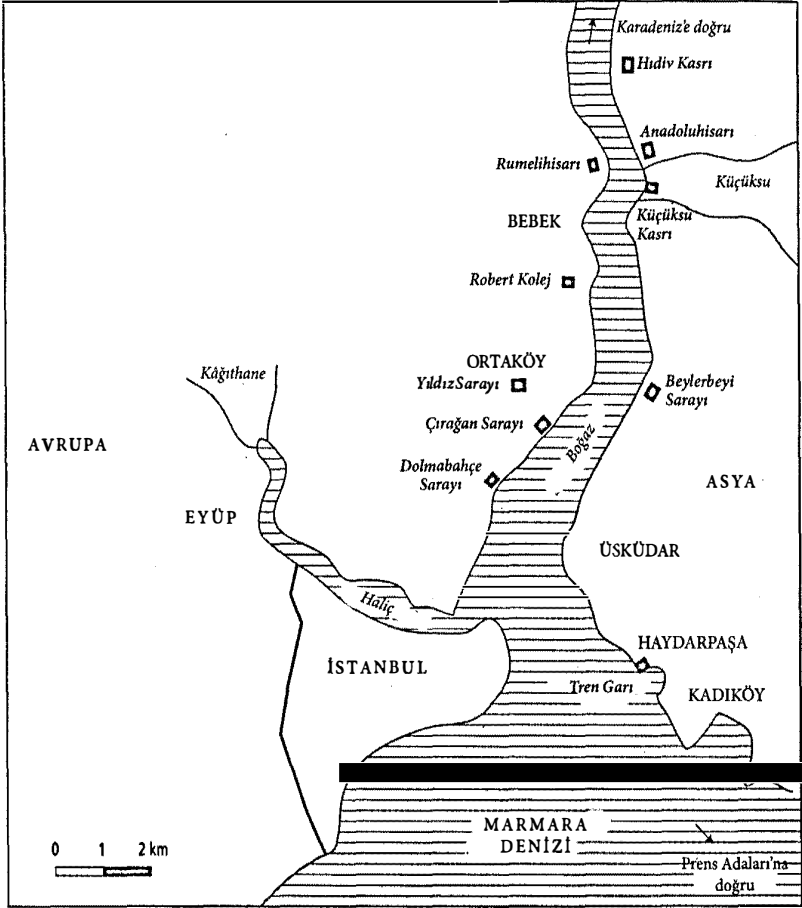 Karadeniz'e doğru
Hıdiv Kasrı
Anadoluhisarı
Rumelihisarı
Küçüksu
BEBEK
Küçüksu
Kasrı
Robert Kolej
ORTAKÖY
Kâğıthane
Yıldız Sarayı
Beylerbeyi
Sarayı
Çırağan Sarayı
Boğaz
AVRUPA
Dolmabahçe
Sarayı
ASYA
EYÜP
ÜSKÜDAR
Haliç
HAYDARPAŞA
İSTANBUL
Tren Garı
KADIKÖY
MARMARA
DENİZİ
0 1 2 km
Prens Adaları'na
doğru